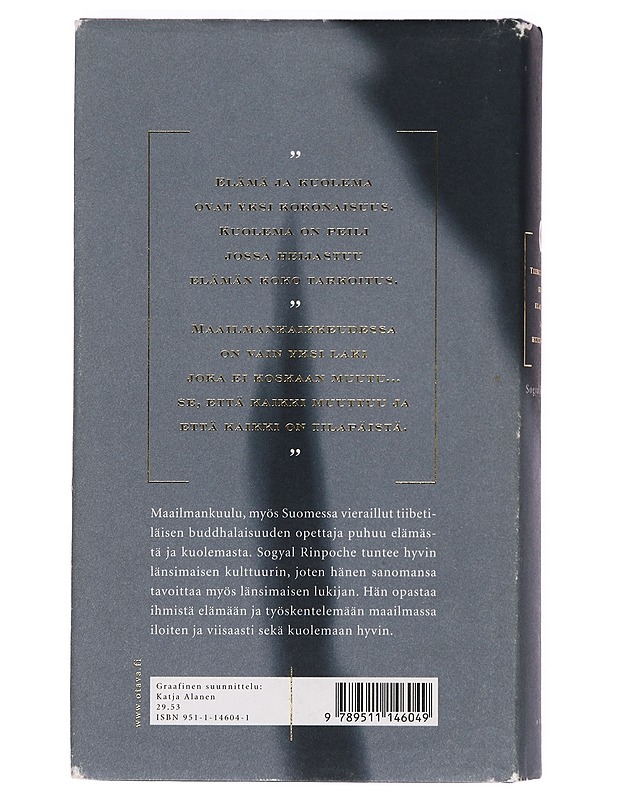 ”
Elämä ja kuolema
ovat yksi kokonaisuus.
Kuolema on peili
jossa heijastuu
elämän koko tarkoitus.
”
Maailmankaikkeudessa
on vain yksi laki
joka ei koskaan muutu...
se, että kaikki muuttuu ja
että kaikki on tilapäistä.
”
Maailmankuulu, myös Suomessa vieraillut tiibeti-
läisen buddhalaisuuden opettaja puhuu elämäs-
tä ja kuolemasta. Sogyal Rinpoche tuntee hyvin
länsimaisen kulttuurin, joten hänen sanomansa
tavoittaa myös länsimaisen lukijan. Hän opastaa
ihmistä elämään ja työskentelemään maailmassa
iloiten ja viisaasti sekä kuolemaan hyvin.
www.otava.fi
Graafinen suunnittelu:
Katja Alanen
29.53
ISBN 951-1-14604-1
9 789511 146049